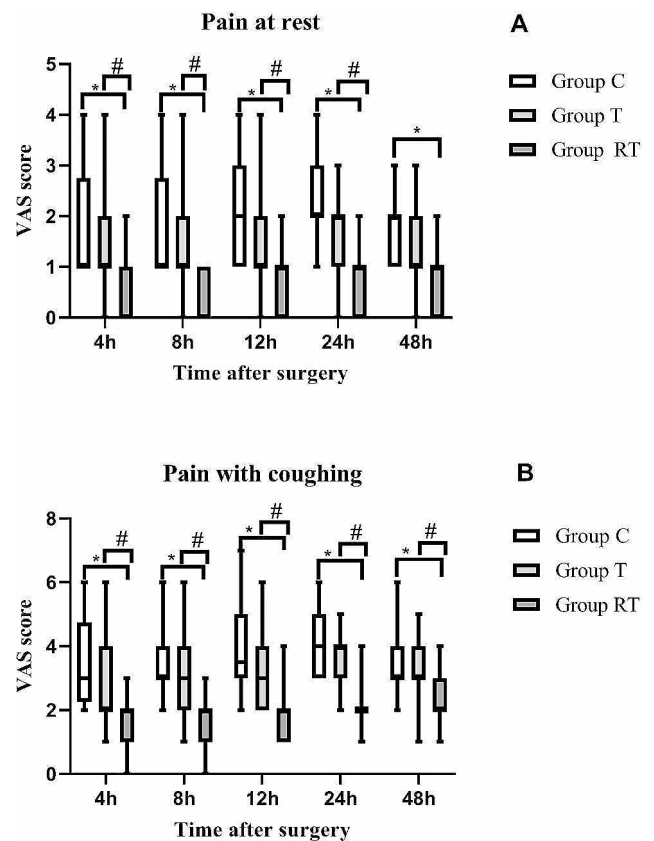 Pain at rest
A
Group C
Group T
Group RT
VAS score
5
4
3
2
1
0
* # * # * # * # *
4h 8h 12h 24h 48h
Time after surgery
Pain with coughing
B
Group C
Group T
Group RT
VAS score
8
6
4
2
0
* # * # * # * # * #
4h 8h 12h 24h 48h
Time after surgery